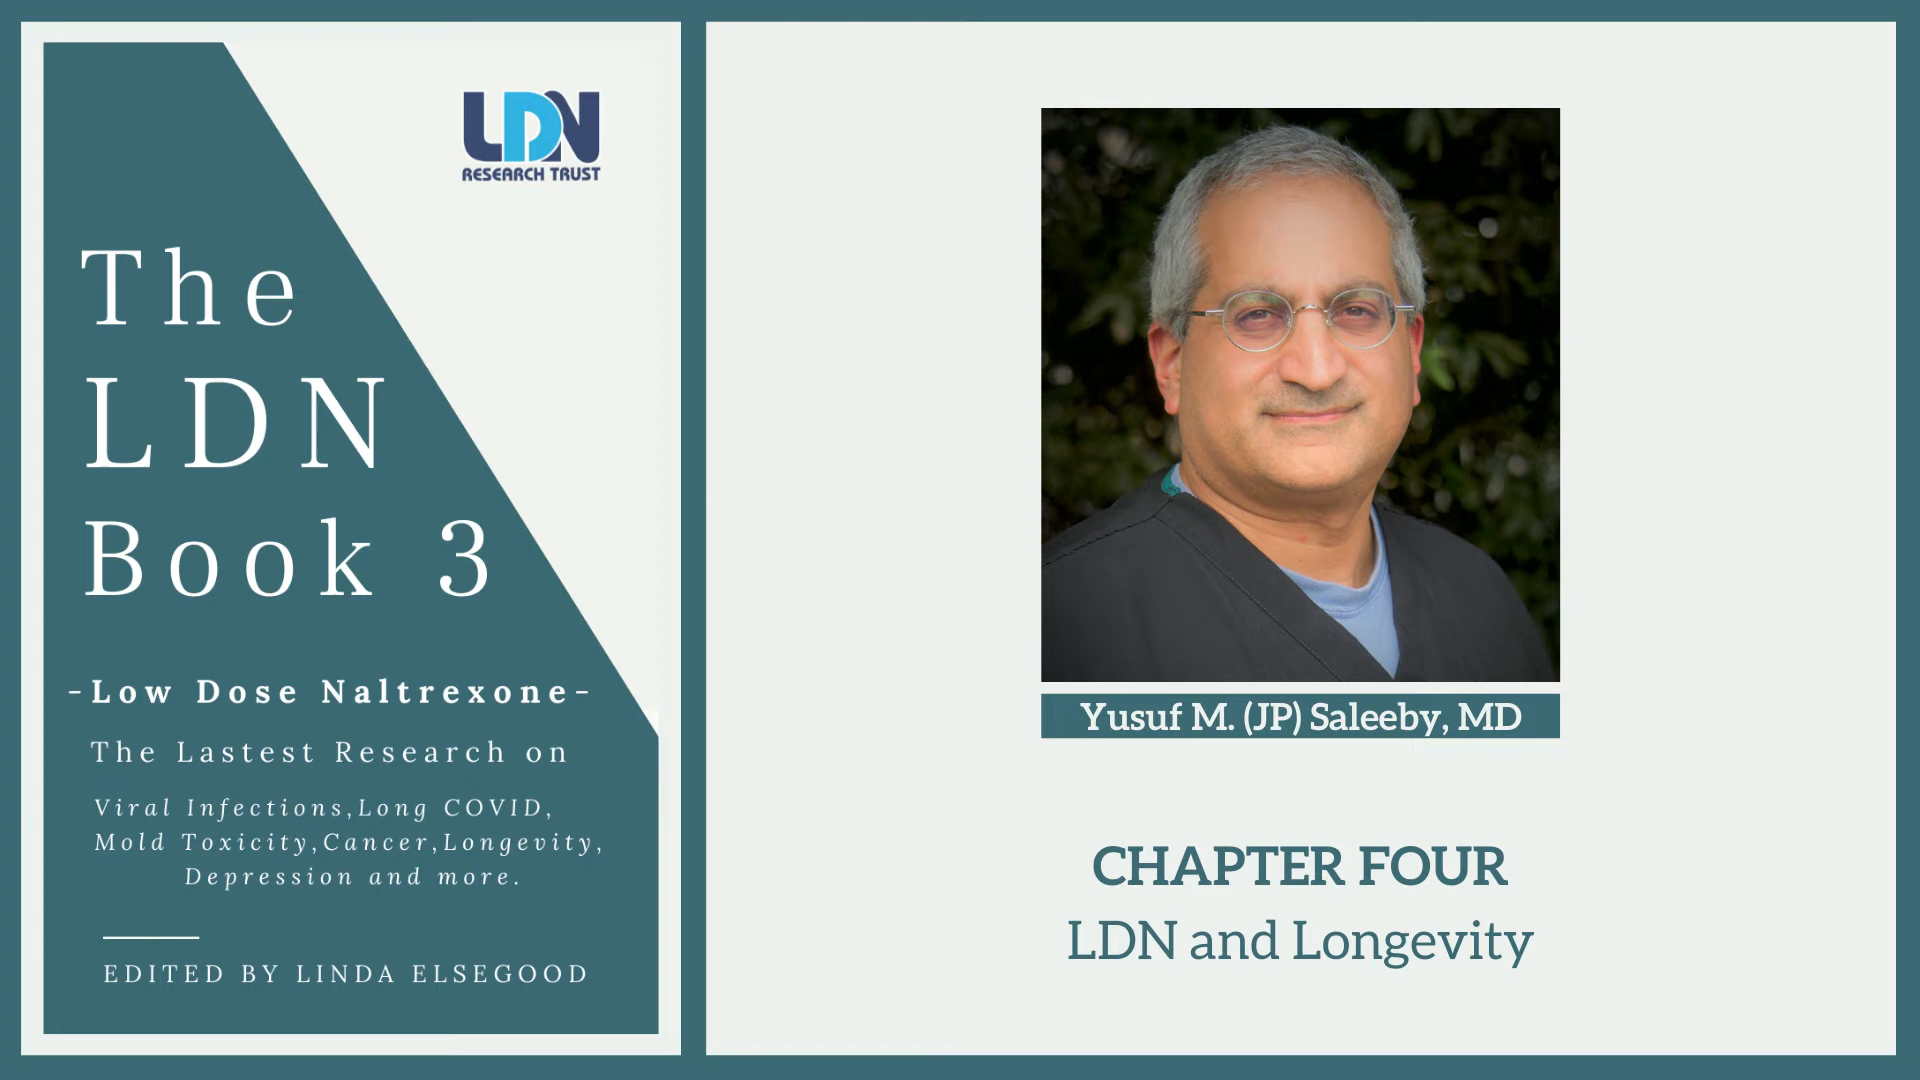 LDN
RESEARCH TRUST
The
LDN
Book 3
-Low Dose Naltrexone-
The Lastest Research on
Viral Infections,Long COVID,
Mold Toxicity,Cancer,Longevity,
Depression and more.
EDITED BY LINDA ELSEGOOD
Yusuf M. (JP) Saleeby, MD
CHAPTER FOUR
LDN and Longevity